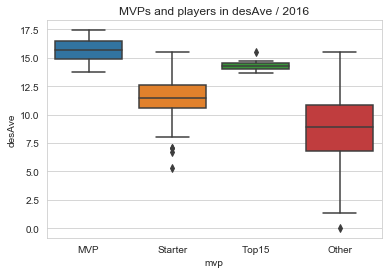 MVPs and players in desAve / 2016
17.5
15.0
12.5
10.0
7.5
5.0
2.5
0.0
desAve
MVP Starter Top15 Other
mvp